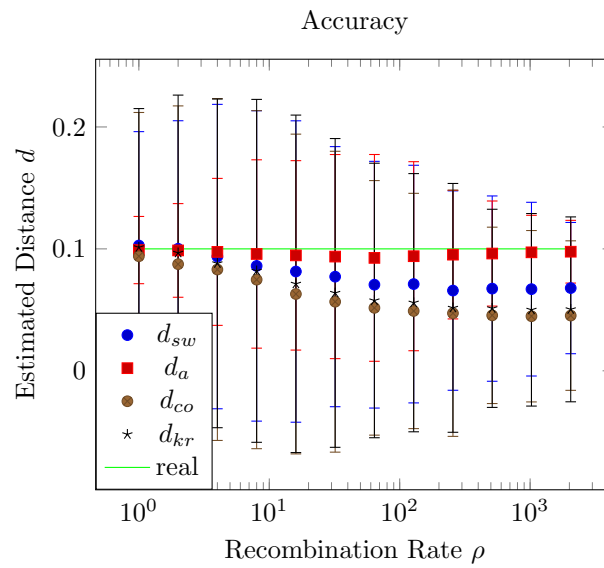 Accuracy
Estimated Distance d
0.2
0.1
0
d_sw
d_a
d_co
d_kr
real
10^0
10^1
10^2
10^3
Recombination Rate ρ